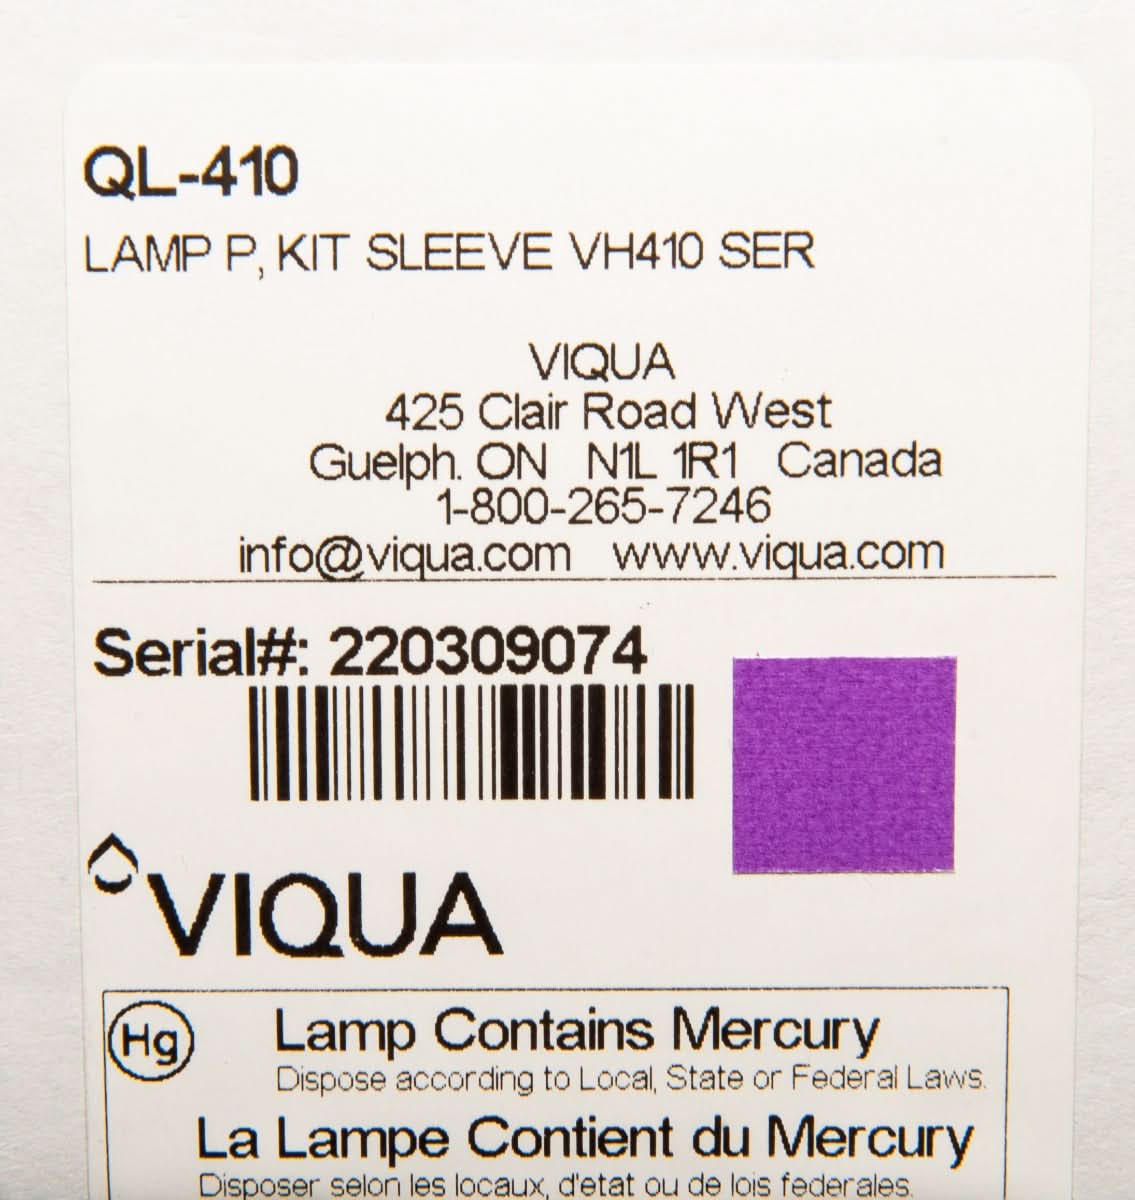 QL-410
LAMP P, KIT SLEEVE VH410 SER
VIQUA
425 Clair Road West
Guelph. ON N1L 1R1 Canada
1-800-265-7246
info@viqua.com www.viqua.com
Serial#: 220309074
VIQUA
Hg Lamp Contains Mercury
Dispose according to Local, State or Federal Laws.
La Lampe Contient du Mercury
Disposer selon les locaux, d'etat ou de lois federales.